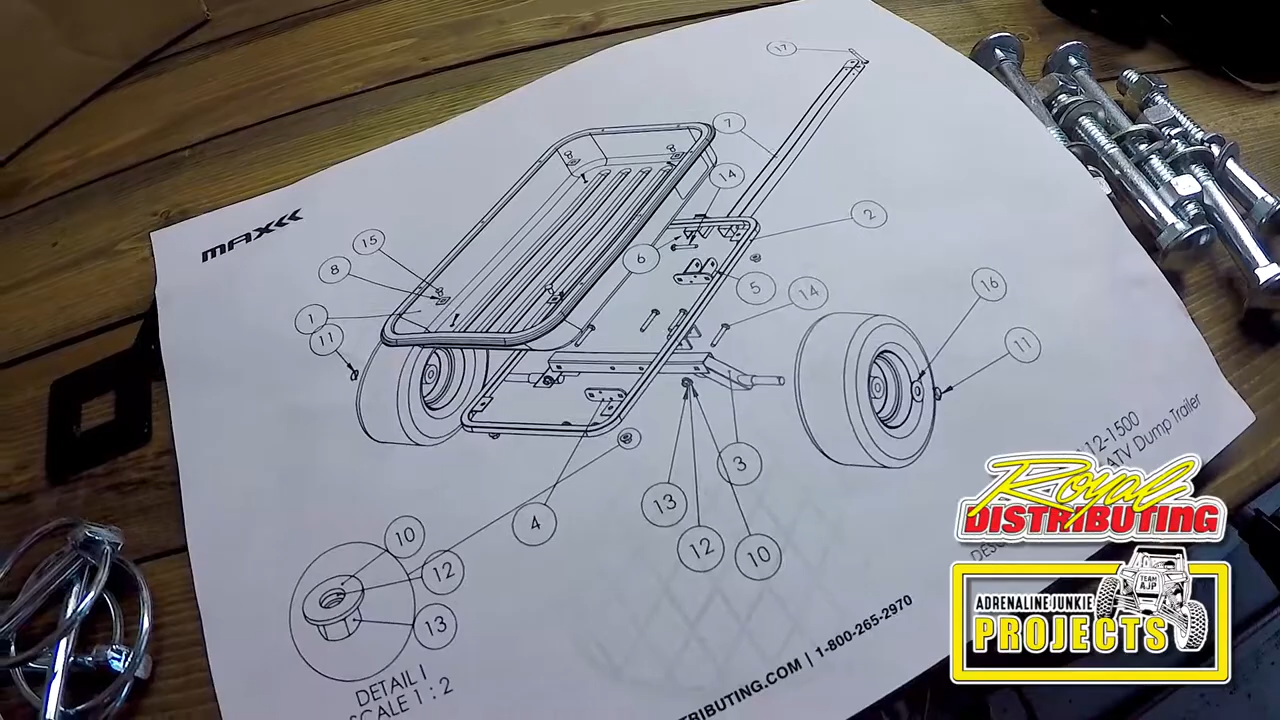 17
7
MAX
14
2
15
6
8
5
14
16
1
11
11
3
13
4
12
10
10
12
13
DETAIL I
SCALE 1 : 2
12-1500
ATV Dump Trailer
TRIBUTING.COM | 1-800-265-2970
Royal
DISTRIBUTING
TEAM
AJP
ADRENALINE JUNKIE
PROJECTS